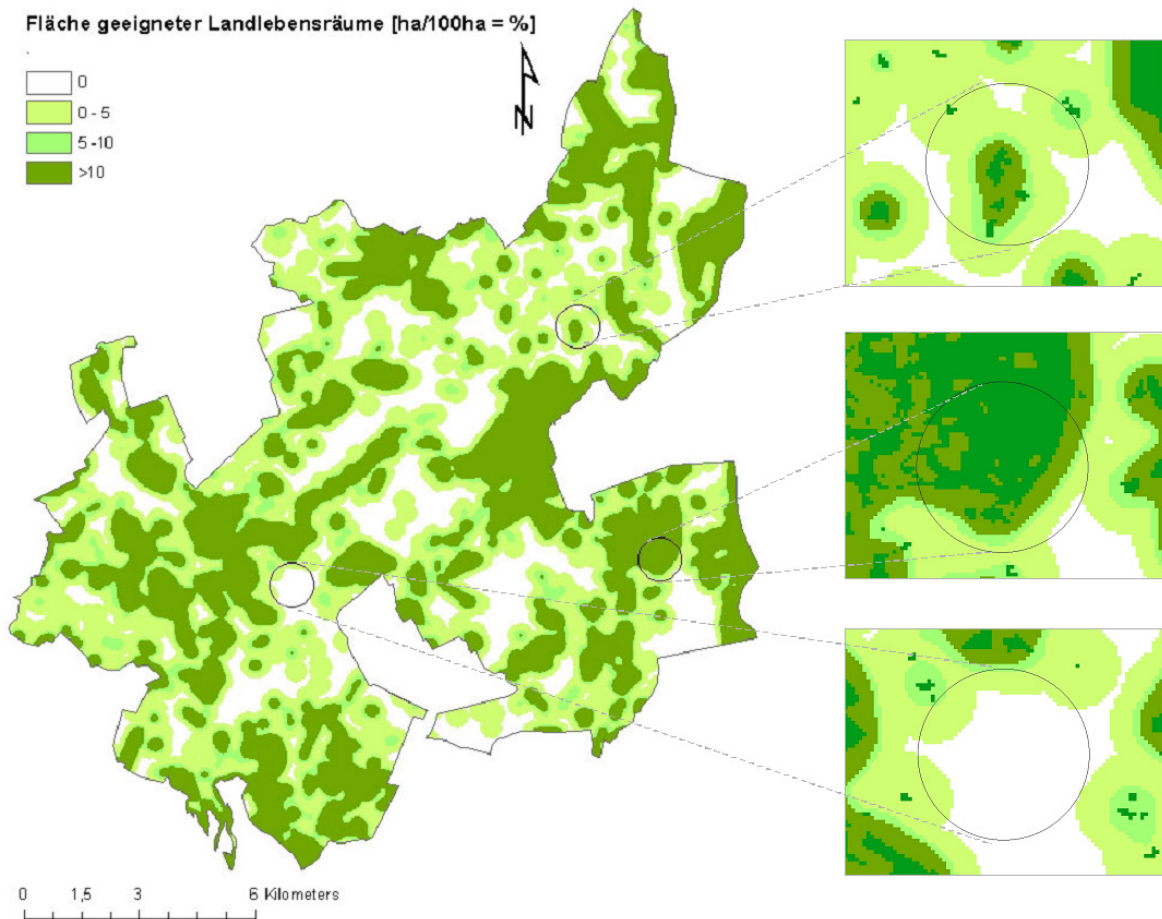 Fläche geeigneter Landlebensräume [ha/100ha = %]
0
0 - 5
5 -10
>10
N
0 1,5 3 6 Kilometers